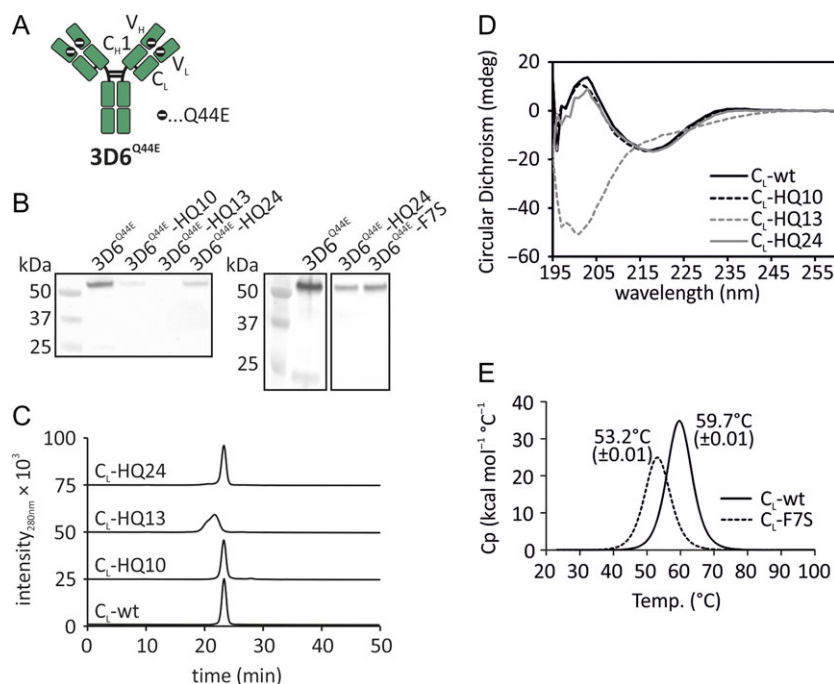 A
V_H
C_H1
V_L
C_L
⊖...Q44E
3D6^Q44E
B
3D6^Q44E
3D6^Q44E-HQ10
3D6^Q44E-HQ13
3D6^Q44E-HQ24
kDa
50
37
25
3D6^Q44E
3D6^Q44E-HQ24
3D6^Q44E-F7S
kDa
50
37
25
C
intensity_280nm × 10^3
100
75
50
25
0
C_L-HQ24
C_L-HQ13
C_L-HQ10
C_L-wt
0 10 20 30 40 50
time (min)
D
Circular Dichroism (mdeg)
20
0
−20
−40
−60
C_L-wt
C_L-HQ10
C_L-HQ13
C_L-HQ24
195 205 215 225 235 245 255
wavelength (nm)
E
Cp (kcal mol^−1 °C^−1)
40
30
20
10
0
53.2°C
(±0.01)
59.7°C
(±0.01)
C_L-wt
C_L-F7S
20 30 40 50 60 70 80 90 100
Temp. (°C)